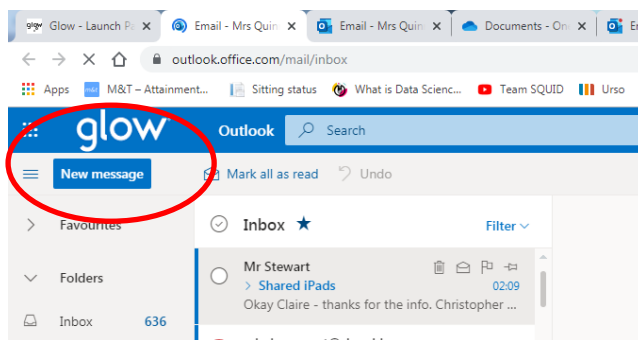 glow Glow - Launch Pa Email - Mrs Quin Email - Mrs Quin Documents - On
outlook.office.com/mail/inbox
Apps m&t M&T – Attainment... Sitting status What is Data Scienc... Team SQUID Urso
glow Outlook Search
New message Mark all as read Undo
Favourites Inbox Filter
Folders Mr Stewart
> Shared iPads 02:09
Okay Claire - thanks for the info. Christopher ...
Inbox 636